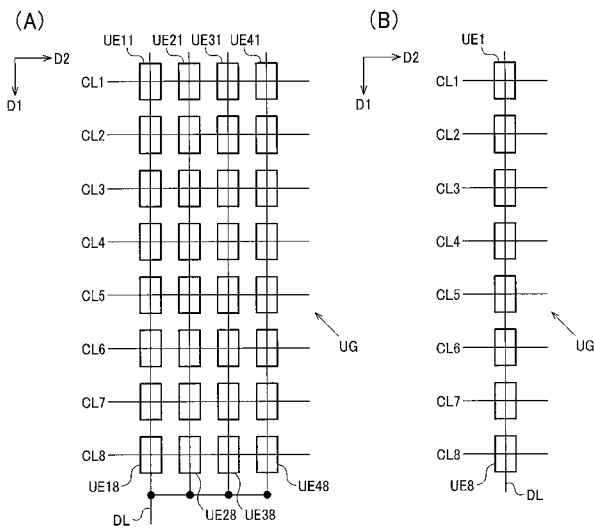 (A)
UE11 UE21 UE31 UE41
D2
D1
CL1
CL2
CL3
CL4
CL5
CL6
CL7
CL8
UG
UE18 UE28 UE38 UE48
DL
(B)
UE1
D2
D1
CL1
CL2
CL3
CL4
CL5
CL6
CL7
CL8
UG
UE8
DL